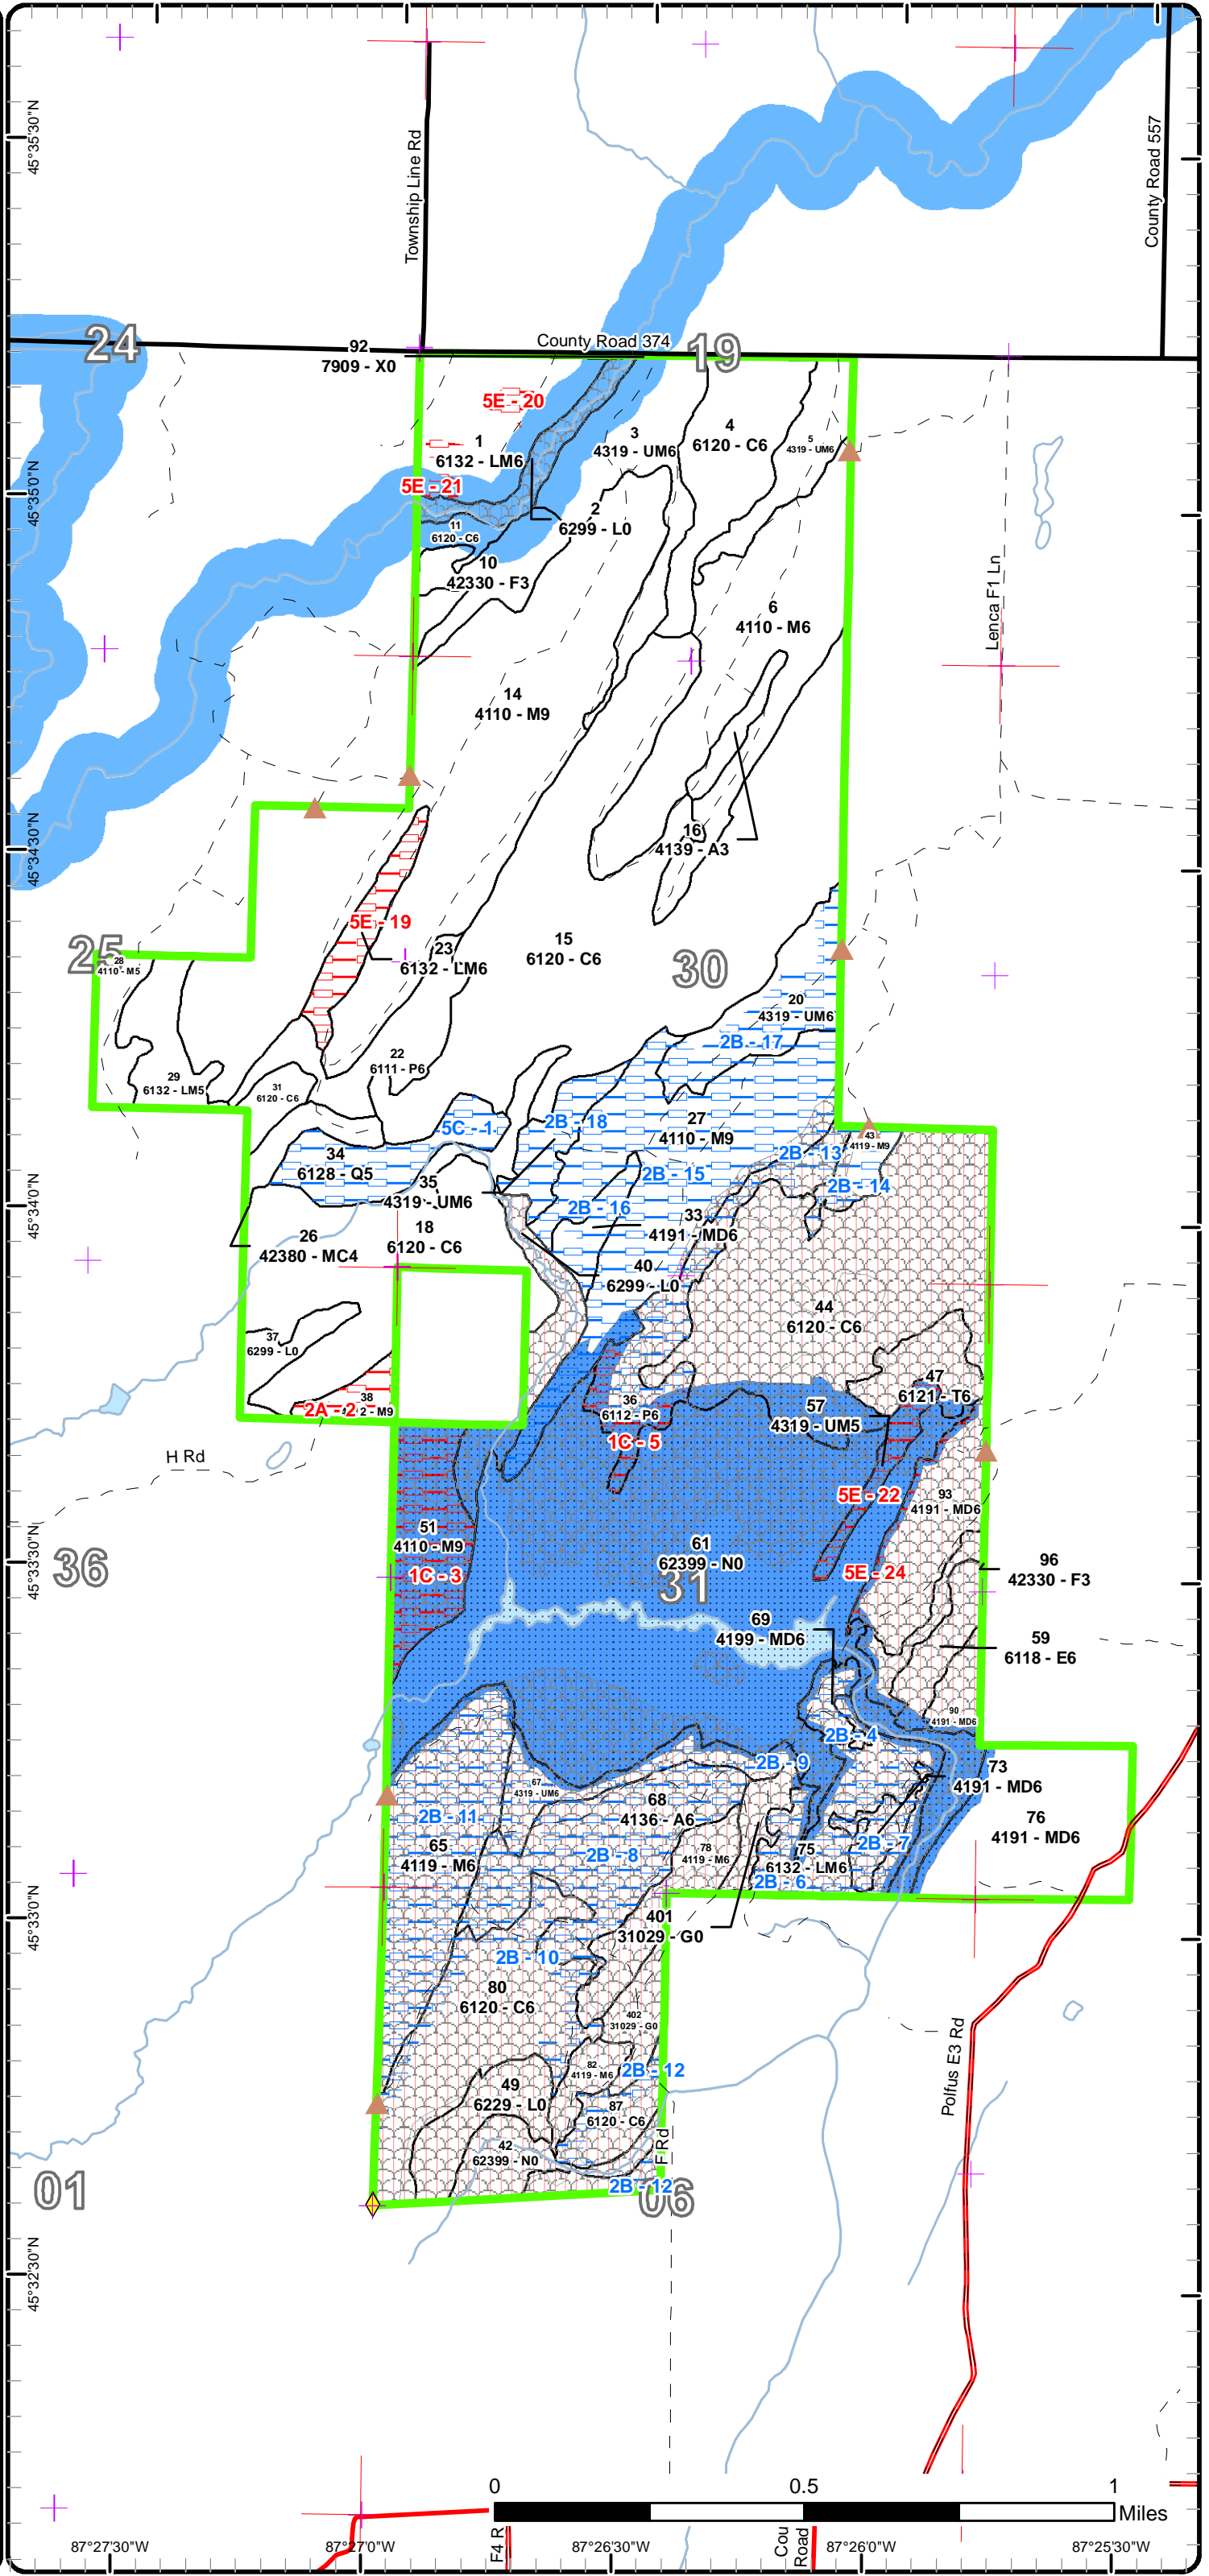 45°35'30"N
Township Line Rd
County Road 557
24
92
7909 - X0
County Road 374
19
5E - 20
1
6132 - LM6
3
4319 - UM6
4
6120 - C6
5
4319 - UM6
5E - 21
45°35'0"N
2
6299 - L0
11
6120 - C6
10
42330 - F3
Lenca F1 Ln
6
4110 - M6
14
4110 - M9
45°34'30"N
16
4139 - A3
5E - 19
25
28
4110 - M5
23
6132 - LM6
15
6120 - C6
30
20
4319 - UM6
2B - 17
22
6111 - P6
29
6132 - LM5
31
6120 - C6
5C - 1
2B - 18
27
4110 - M9
43
4119 - M9
2B - 13
34
6128 - Q5
2B - 15
2B - 14
35
4319 - UM6
2B - 16
45°34'0"N
26
42380 - MC4
18
6120 - C6
33
4191 - MD6
40
6299 - L0
44
6120 - C6
37
6299 - L0
47
6121 - T6
38
2A - 2
2 - M9
36
6112 - P6
57
4319 - UM5
1C - 5
H Rd
5E - 22
93
4191 - MD6
51
4110 - M9
45°33'30"N
36
1C - 3
61
62399 - N0
31
5E - 24
96
42330 - F3
69
4199 - MD6
59
6118 - E6
90
4191 - MD6
2B - 4
2B - 9
73
4191 - MD6
67
4319 - UM6
2B - 11
68
4136 - A6
76
4191 - MD6
65
4119 - M6
2B - 8
78
4119 - M6
75
6132 - LM6
2B - 7
2B - 6
45°33'0"N
401
31029 - G0
2B - 10
80
6120 - C6
402
31029 - G0
Polfus E3 Rd
82
4119 - M6
2B - 12
49
6229 - L0
87
6120 - C6
42
62399 - N0
F Rd
01
2B - 12
06
45°32'30"N
0
0.5
1
Miles
F4 R
Cou
Road
87°27'30"W
87°27'0"W
87°26'30"W
87°26'0"W
87°25'30"W